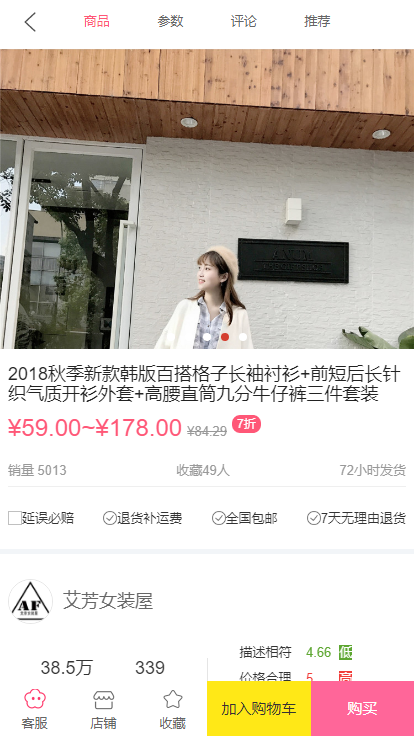 商品 参数 评论 推荐
2018秋季新款韩版百搭格子长袖衬衫+前短后长针
织气质开衫外套+高腰直筒九分牛仔裤三件套装
¥59.00~¥178.00 ¥84.29 7折
销量 5013 收藏49人 72小时发货
延误必赔 退货补运费 全国包邮 7天无理由退货
AF
艾芳女装屋
描述相符 4.66 低
38.5万 339
价格合理 5 高
客服 店铺 收藏 加入购物车 购买